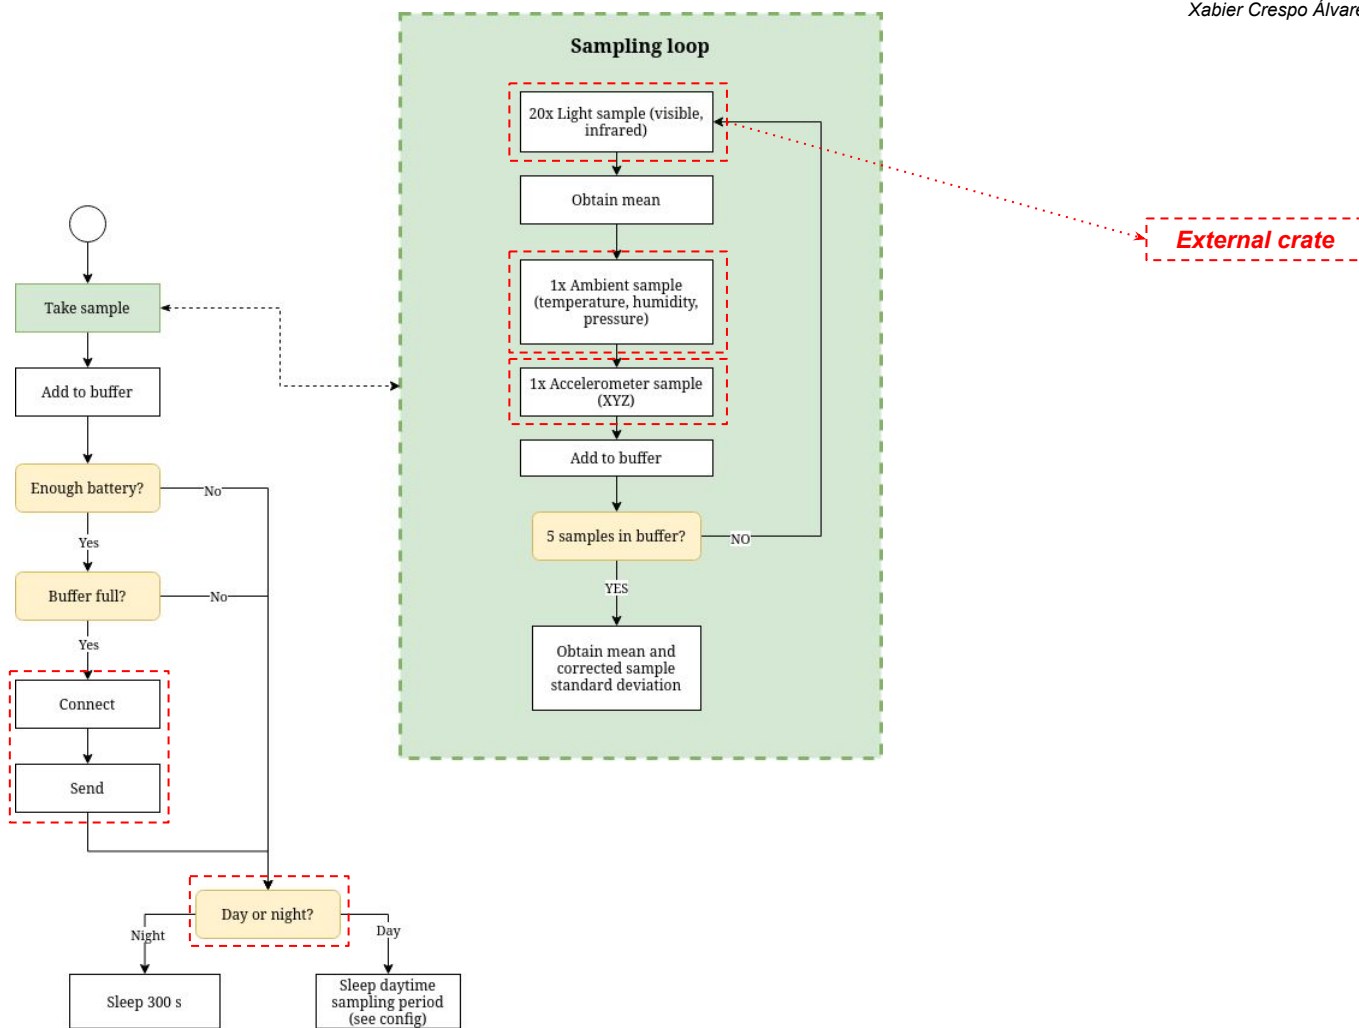 Xabier Crespo Álvare
Sampling loop
20x Light sample (visible,
infrared)
Obtain mean
External crate
1x Ambient sample
(temperature, humidity,
pressure)
Take sample
1x Accelerometer sample
(XYZ)
Add to buffer
Add to buffer
Enough battery?
No
5 samples in buffer?
NO
Yes
YES
Buffer full?
No
Yes
Obtain mean and
corrected sample
standard deviation
Connect
Send
Day or night?
Night
Day
Sleep 300 s
Sleep daytime
sampling period
(see config)